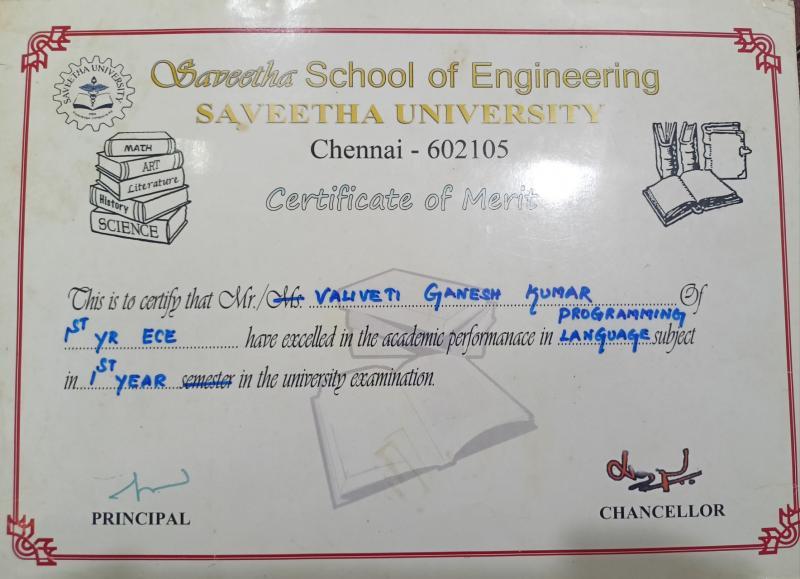 SAVEETHA UNIVERSITY
Saveetha School of Engineering
SAVEETHA UNIVERSITY
Chennai - 602105
Certificate of Merit
MATH
ART
Literature
History
SCIENCE
This is to certify that Mr./Ms. VALIVETI GANESH KUMAR Of
1ST YR ECE have excelled in the academic performanace in PROGRAMMING LANGUAGE subject
in 1ST YEAR semester in the university examination.
PRINCIPAL
CHANCELLOR